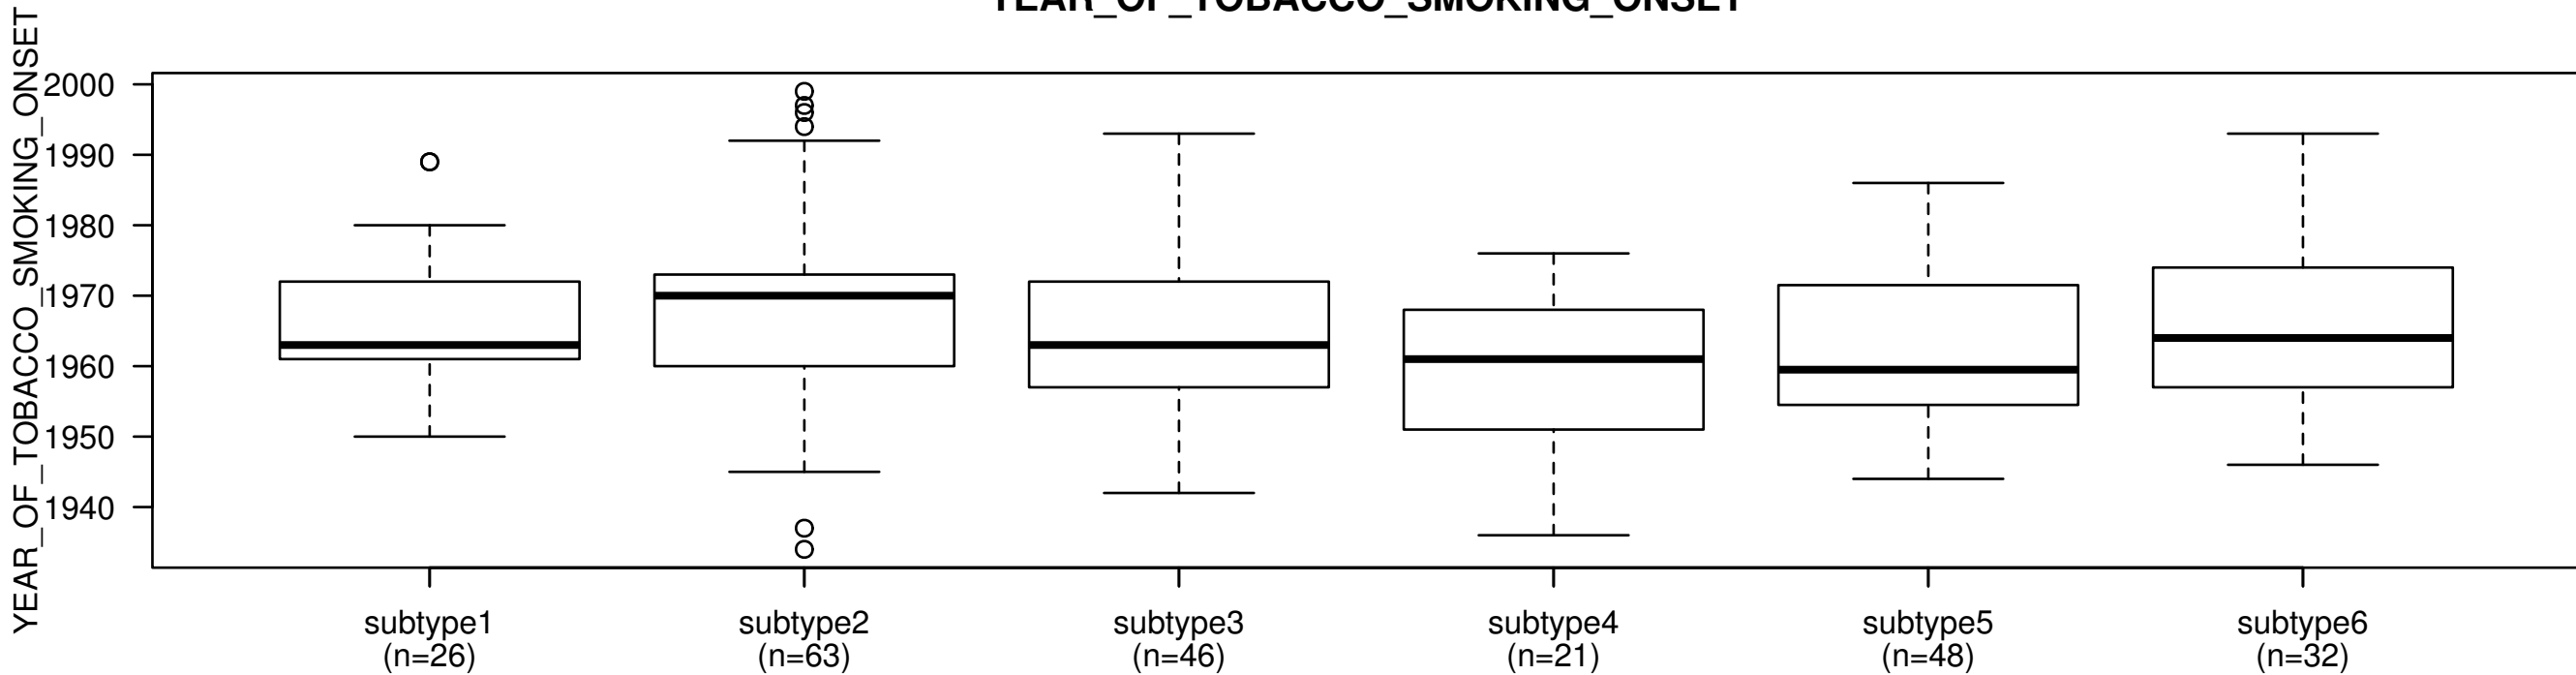 YEAR_OF_TOBACCO_SMOKING_ONSET
YEAR_OF_TOBACCO_SMOKING_ONSET
2000
1990
1980
1970
1960
1950
1940
subtype1 subtype2 subtype3 subtype4 subtype5 subtype6
(n=26) (n=63) (n=46) (n=21) (n=48) (n=32)